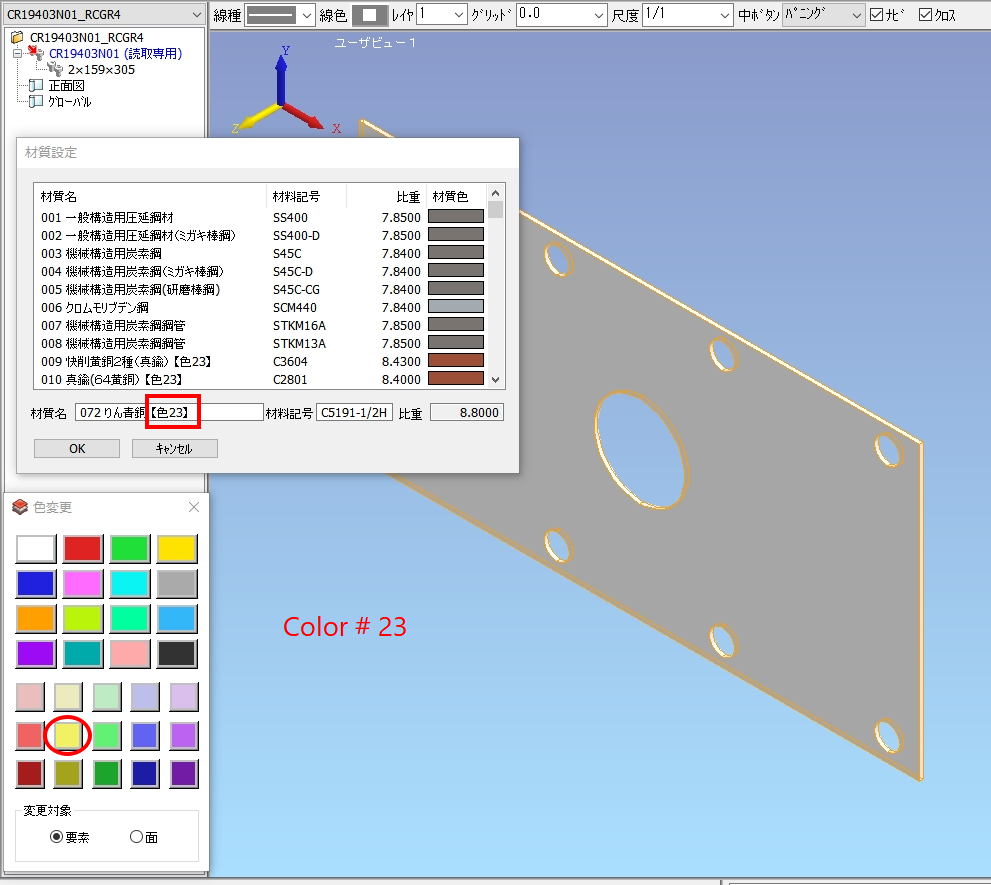 CR19403N01_RCGR4 線種 線色 ﾚｲﾔ 1 ｸﾞﾘｯﾄﾞ 0.0 尺度 1/1 中ﾎﾞﾀﾝ ﾊﾟﾆﾝｸﾞ ﾅﾋﾞ ｸﾛｽ
CR19403N01_RCGR4
CR19403N01 (読取専用)
2×159×305
正面図
ｸﾞﾛｰﾊﾞﾙ
ユーザビュー１
Y
Z X
材質設定
材質名 材料記号 比重 材質色
001 一般構造用圧延鋼材 SS400 7.8500
002 一般構造用圧延鋼材(ミガキ棒鋼) SS400-D 7.8500
003 機械構造用炭素鋼 S45C 7.8400
004 機械構造用炭素鋼(ミガキ棒鋼) S45C-D 7.8400
005 機械構造用炭素鋼(研磨棒鋼) S45C-CG 7.8400
006 クロムモリブデン鋼 SCM440 7.8400
007 機械構造用炭素鋼鋼管 STKM16A 7.8500
008 機械構造用炭素鋼鋼管 STKM13A 7.8500
009 快削黄銅2種(真鍮)【色23】 C3604 8.4300
010 真鍮(64黄銅)【色23】 C2801 8.4000
材質名 072 りん青銅【色23】 材料記号 C5191-1/2H 比重 8.8000
OK ｷｬﾝｾﾙ
色変更
Color # 23
変更対象
要素 面